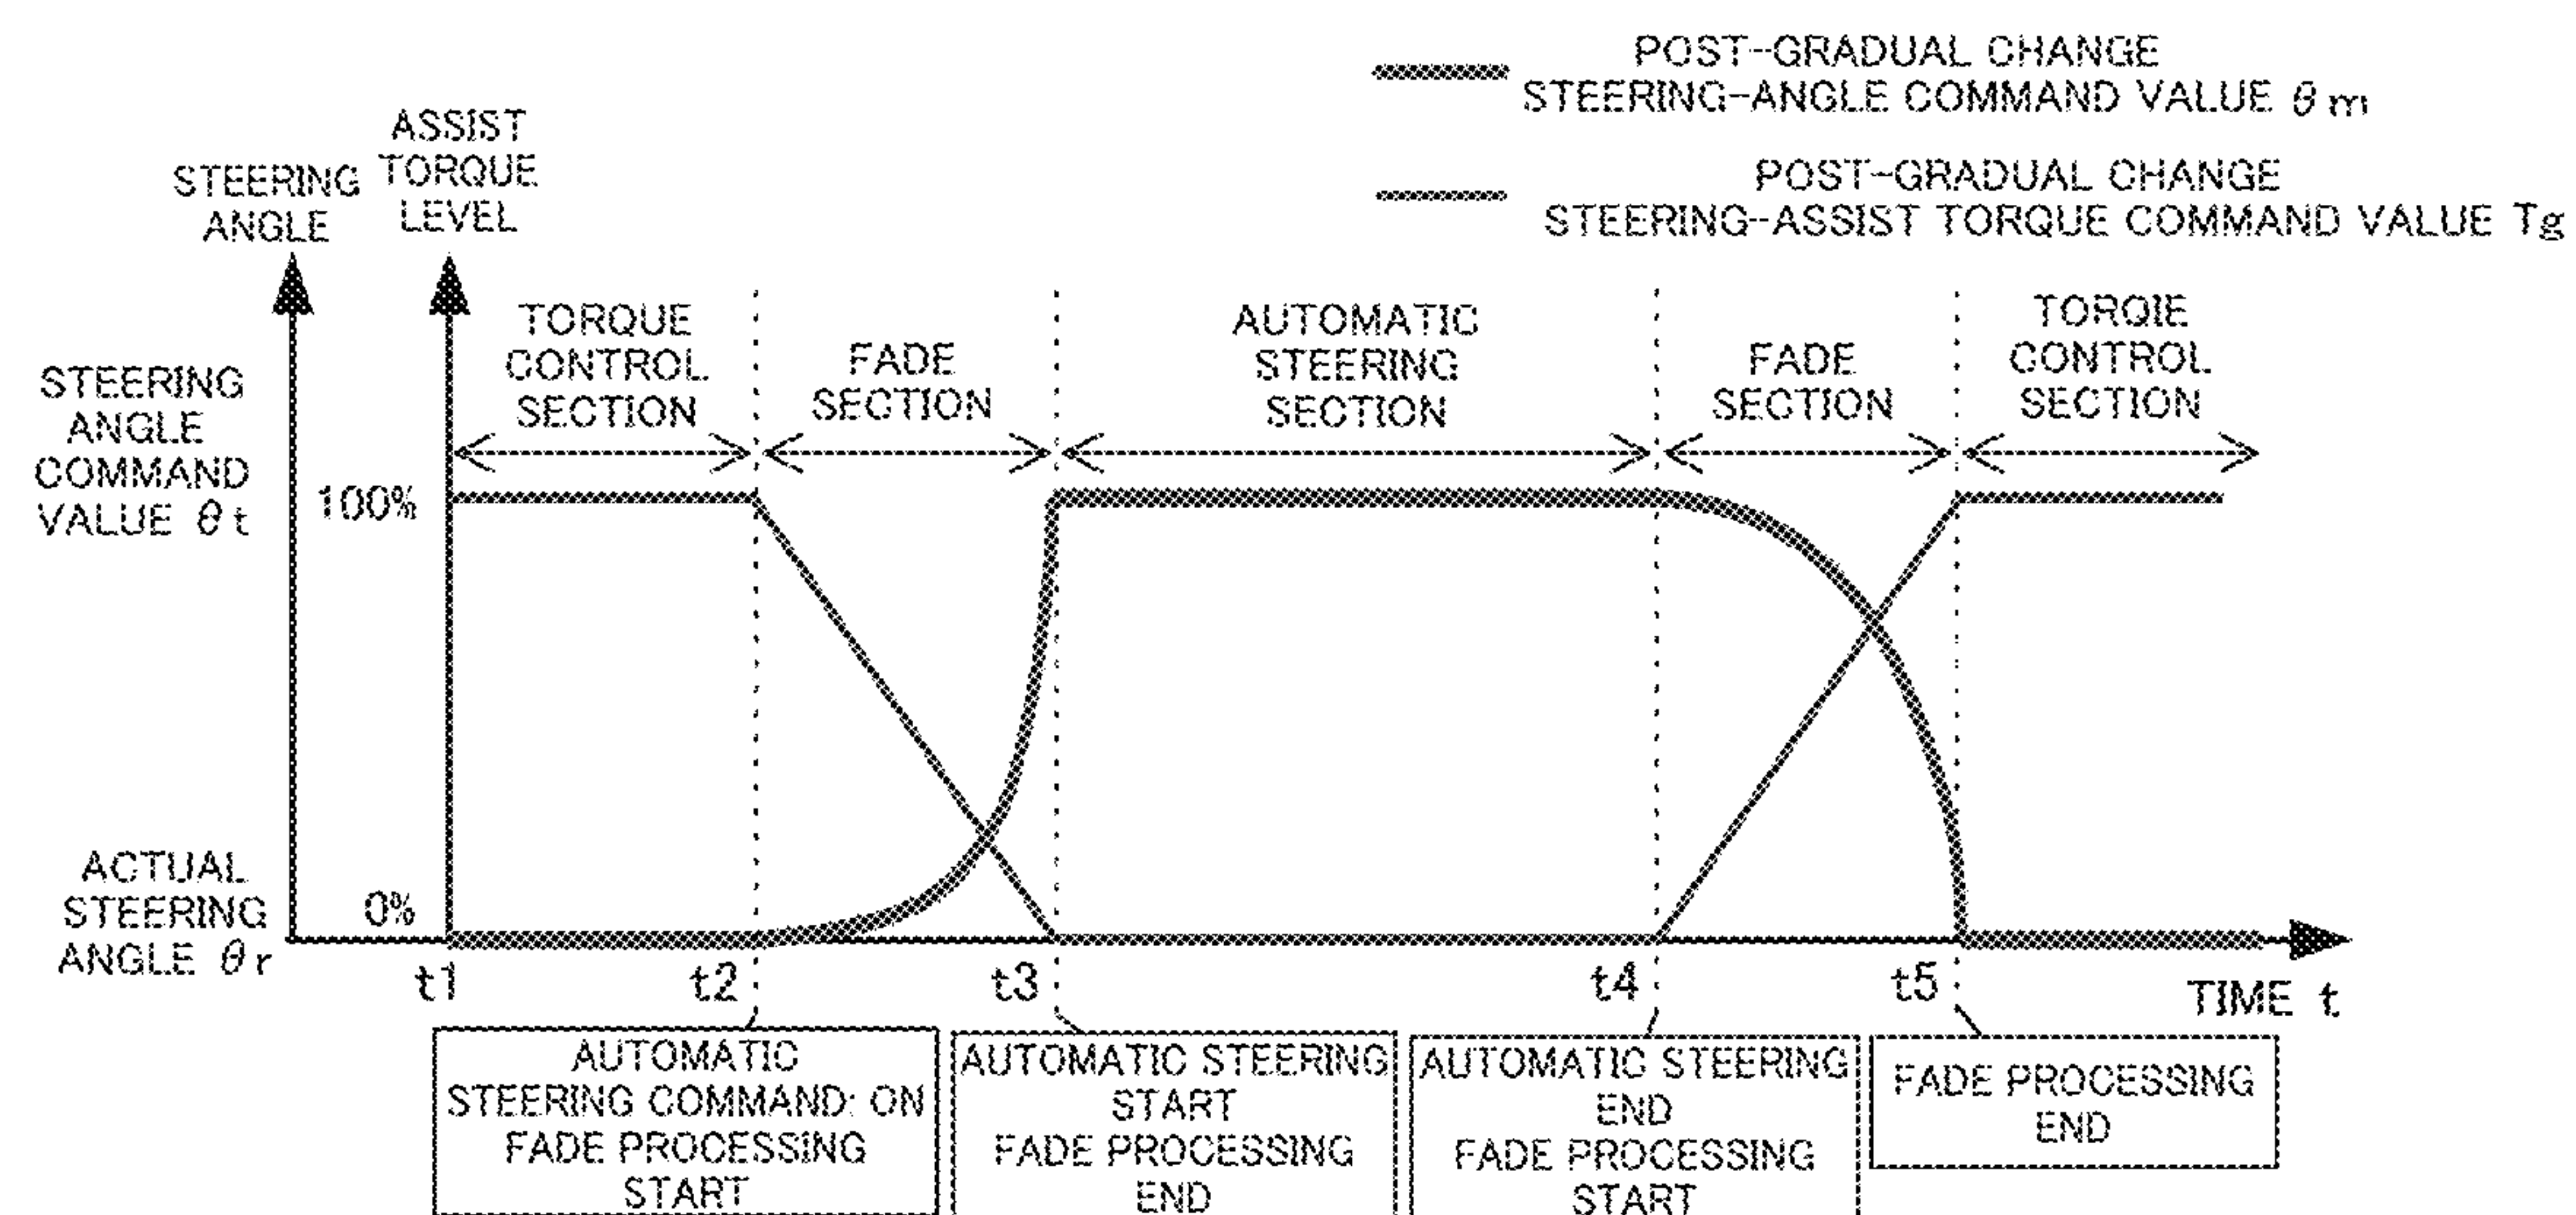 POST-GRADUAL CHANGE
STEERING-ANGLE COMMAND VALUE θm
POST-GRADUAL CHANGE
STEERING-ASSIST TORQUE COMMAND VALUE Tg
STEERING
ANGLE
ASSIST
TORQUE
LEVEL
TORQUE
CONTROL
SECTION
FADE
SECTION
AUTOMATIC
STEERING
SECTION
FADE
SECTION
TORQIE
CONTROL
SECTION
STEERING
ANGLE
COMMAND
VALUE θt
100%
ACTUAL
STEERING
ANGLE θr
0%
t1
t2
t3
t4
t5
TIME t
AUTOMATIC
STEERING COMMAND: ON
FADE PROCESSING
START
AUTOMATIC STEERING
START
FADE PROCESSING
END
AUTOMATIC STEERING
END
FADE PROCESSING
START
FADE PROCESSING
END